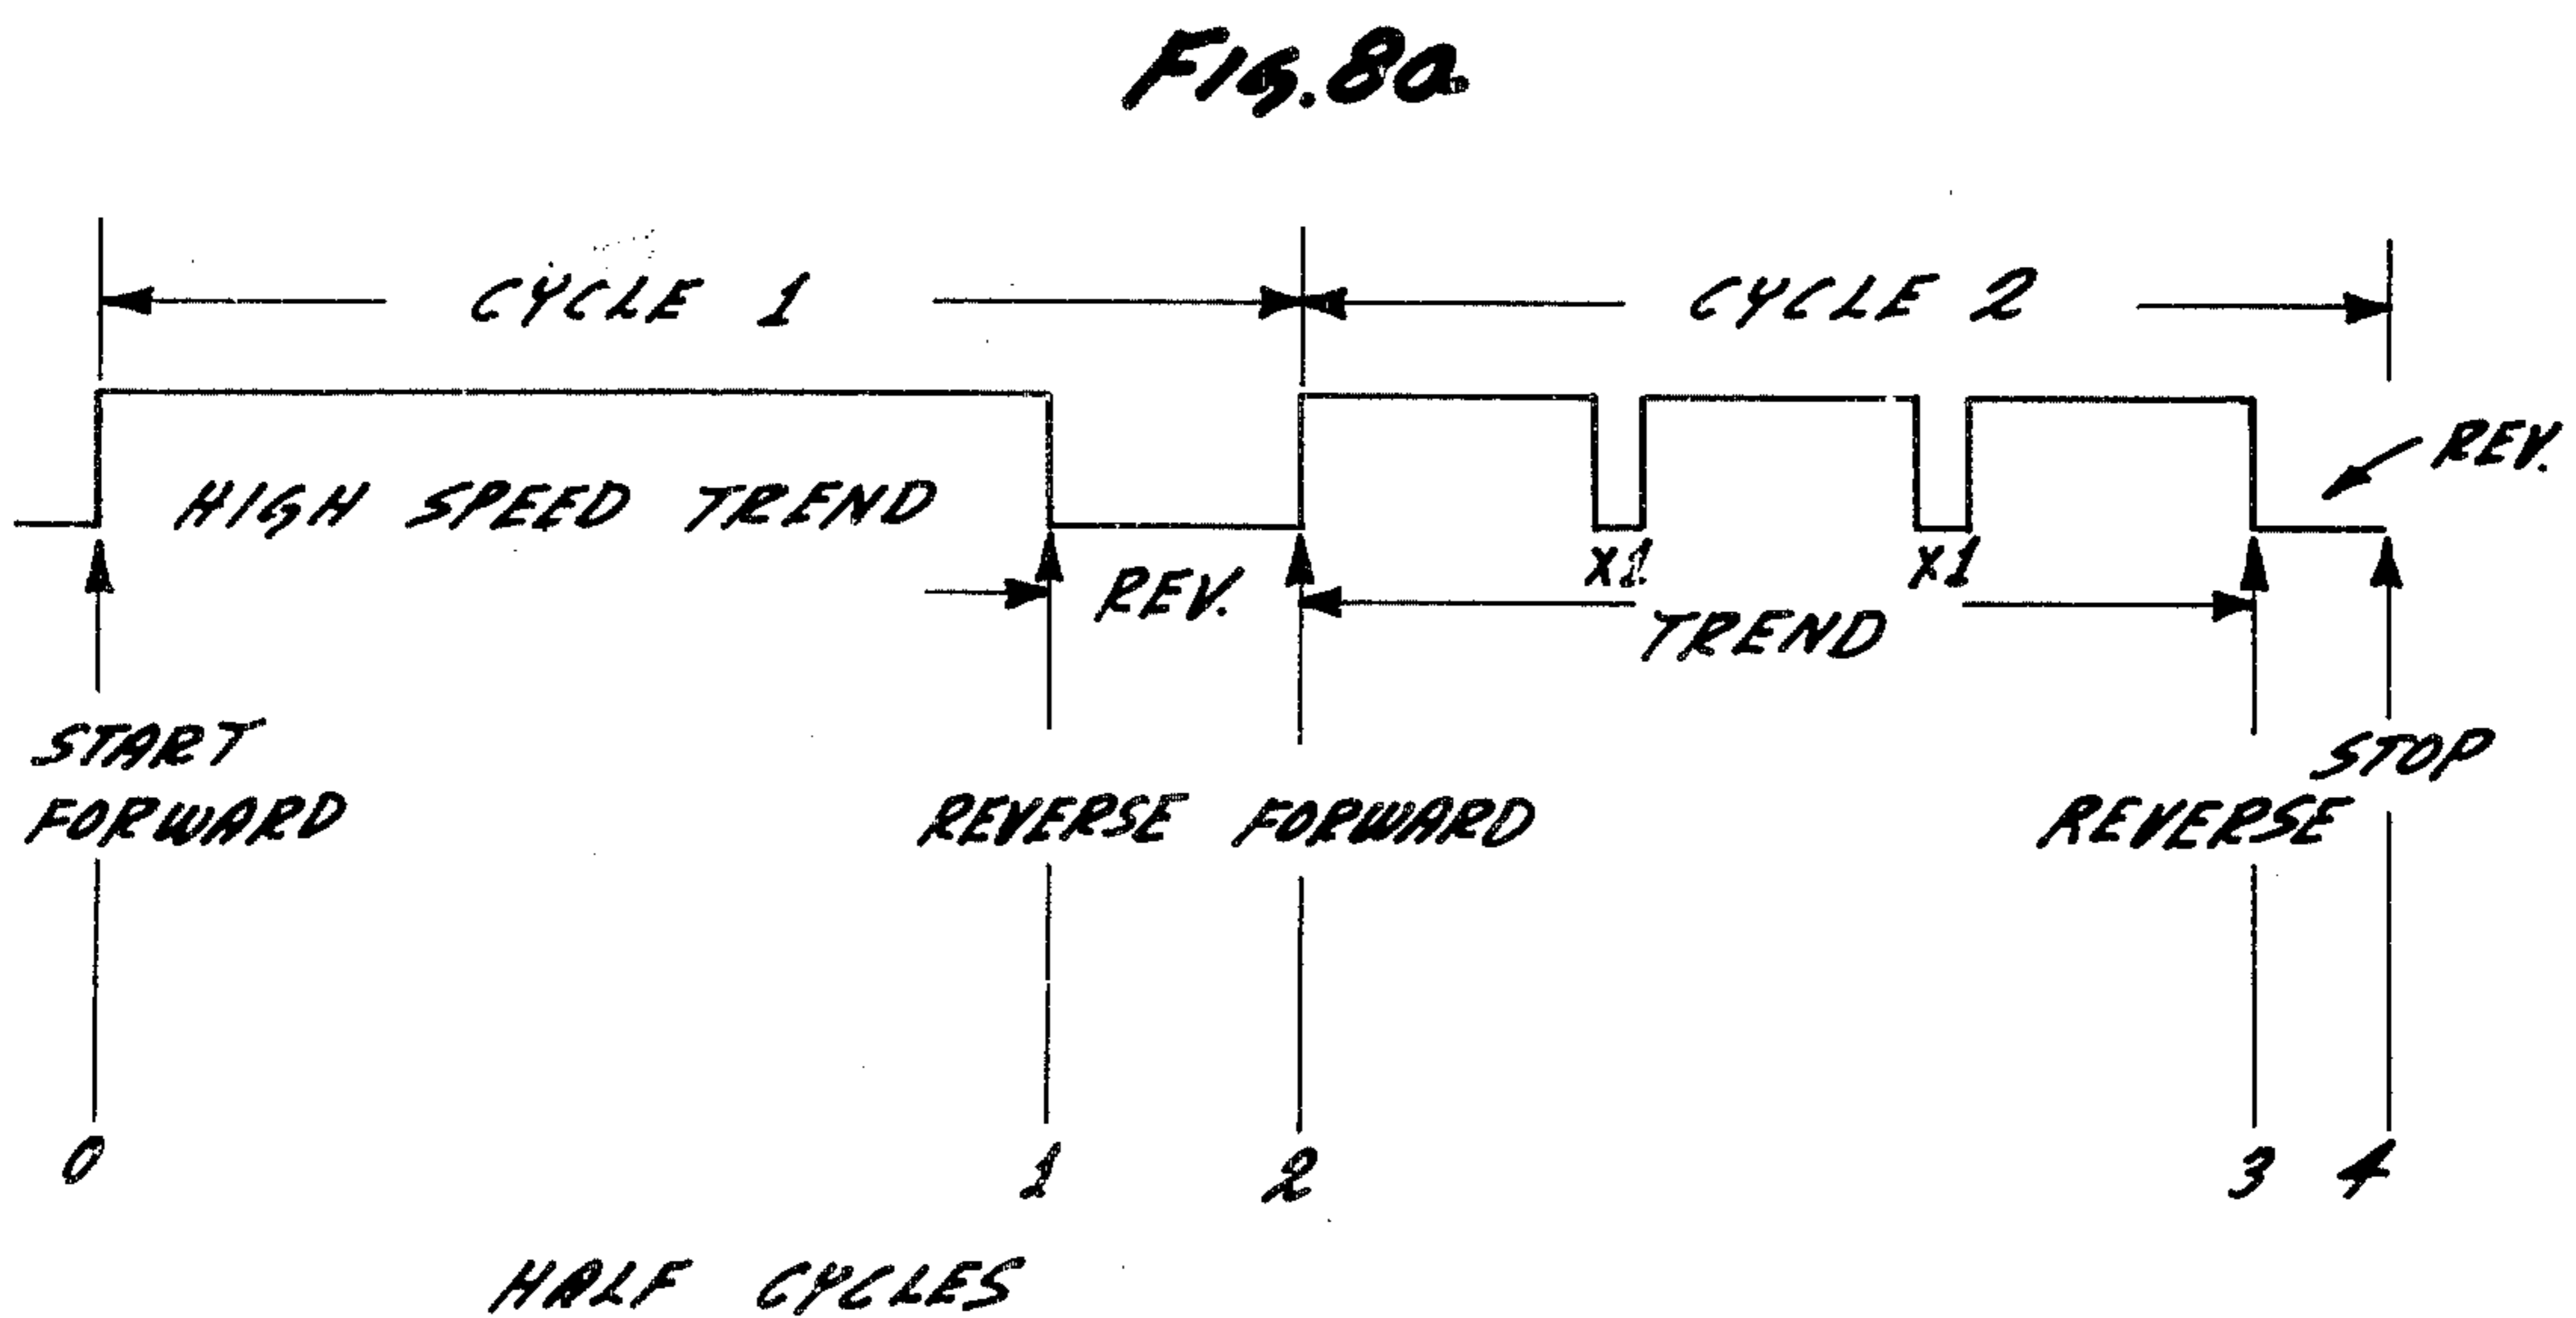 FIG. 8a.
CYCLE 1
CYCLE 2
HIGH SPEED TREND
REV.
X1
X1
REV.
TREND
START
FORWARD
REVERSE
FORWARD
REVERSE
STOP
0
1
2
3
4
HALF CYCLES